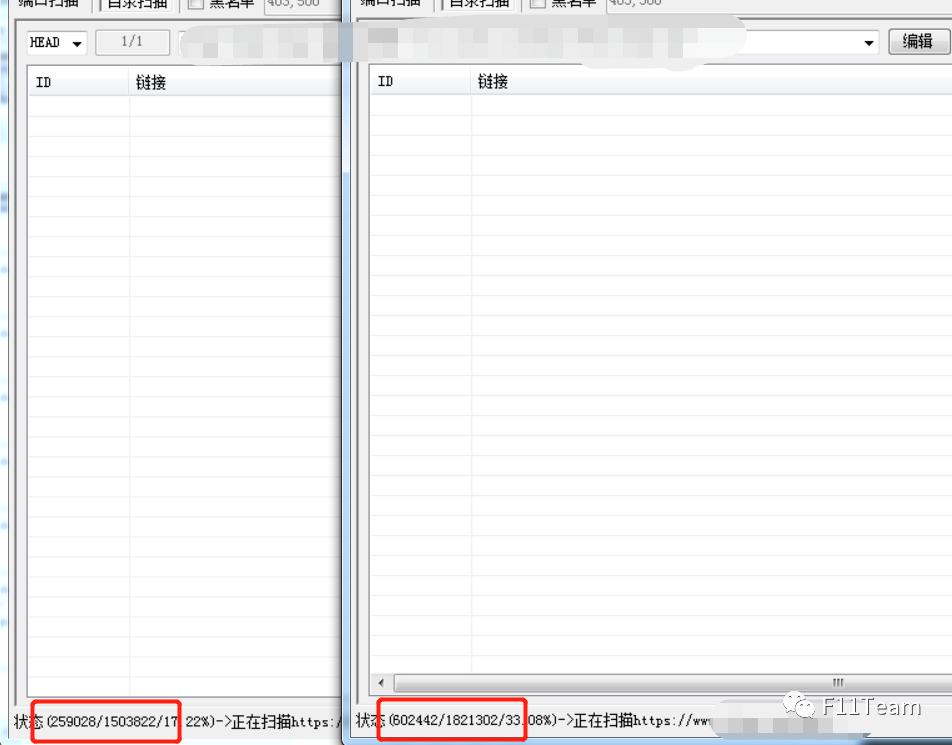 端口扫描 目录扫描 黑名单 403, 500
端口扫描 目录扫描 黑名单 403, 500
HEAD 1/1
编辑
ID 链接
ID 链接
状态(259028/1503822/17.22%)->正在扫描https:/
状态(602442/1821302/33.08%)->正在扫描https://www
F11Team